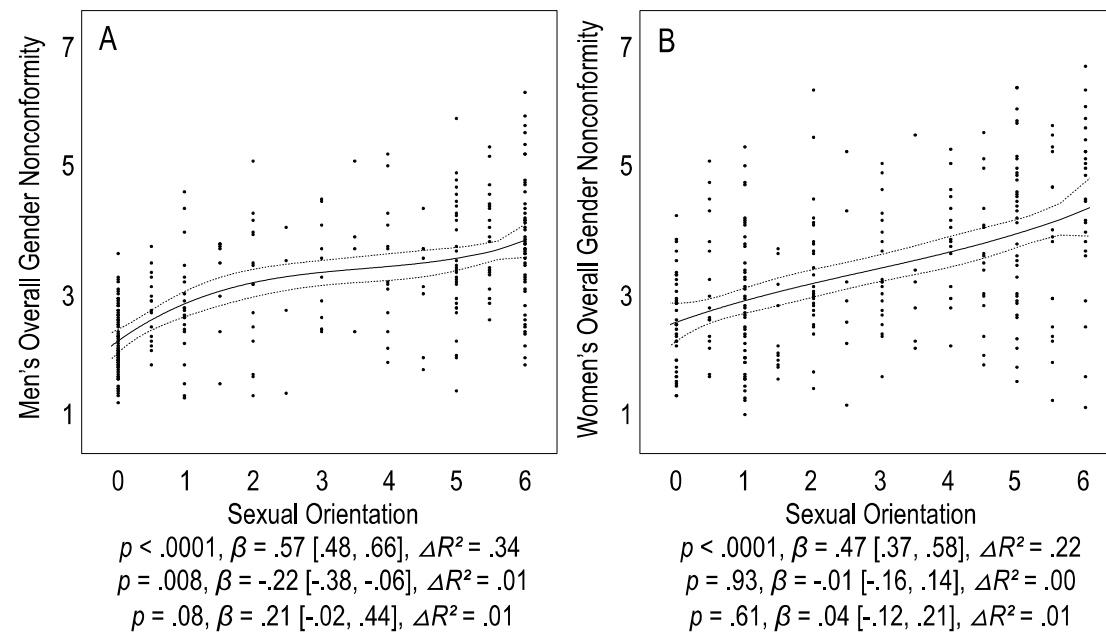 A
Men's Overall Gender Nonconformity
7
5
3
1
0 1 2 3 4 5 6
Sexual Orientation
p < .0001, β = .57 [.48, .66], ΔR² = .34
p = .008, β = -.22 [-.38, -.06], ΔR² = .01
p = .08, β = .21 [-.02, .44], ΔR² = .01
B
Women's Overall Gender Nonconformity
7
5
3
1
0 1 2 3 4 5 6
Sexual Orientation
p < .0001, β = .47 [.37, .58], ΔR² = .22
p = .93, β = -.01 [-.16, .14], ΔR² = .00
p = .61, β = .04 [-.12, .21], ΔR² = .01